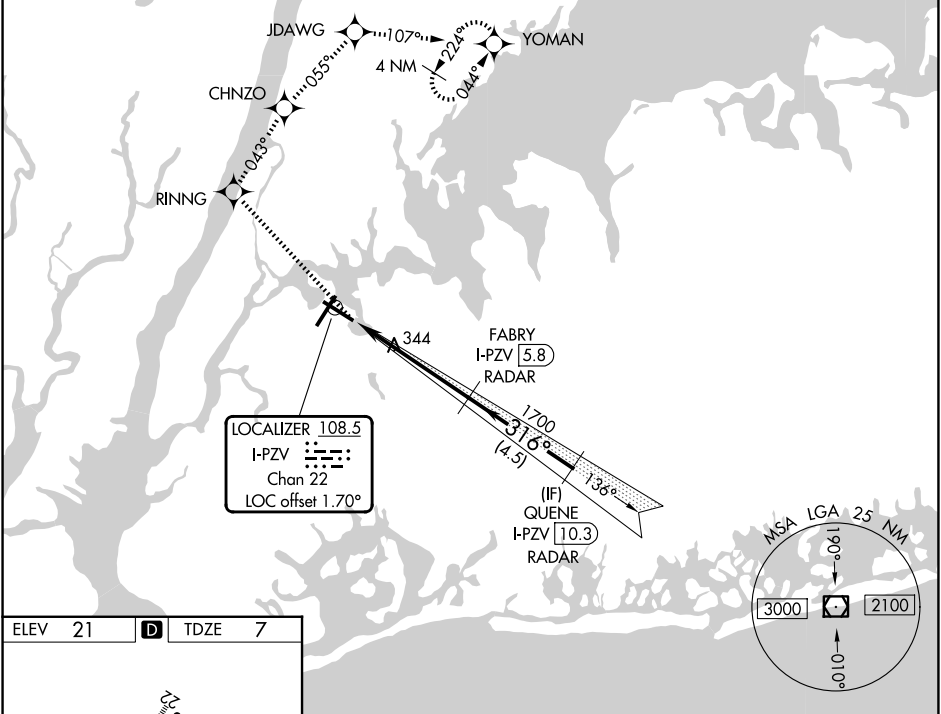 JDAWG
107°
224°
YOMAN
4 NM
044°
055°
CHNZO
043°
RINNG
344
FABRY
I-PZV 5.8
RADAR
1700
316°
(4.5)
136°
LOCALIZER 108.5
I-PZV
Chan 22
LOC offset 1.70°
(IF)
QUENE
I-PZV 10.3
RADAR
MSA LGA 25 NM
190°
3000
2100
010°
ELEV 21 D TDZE 7
22